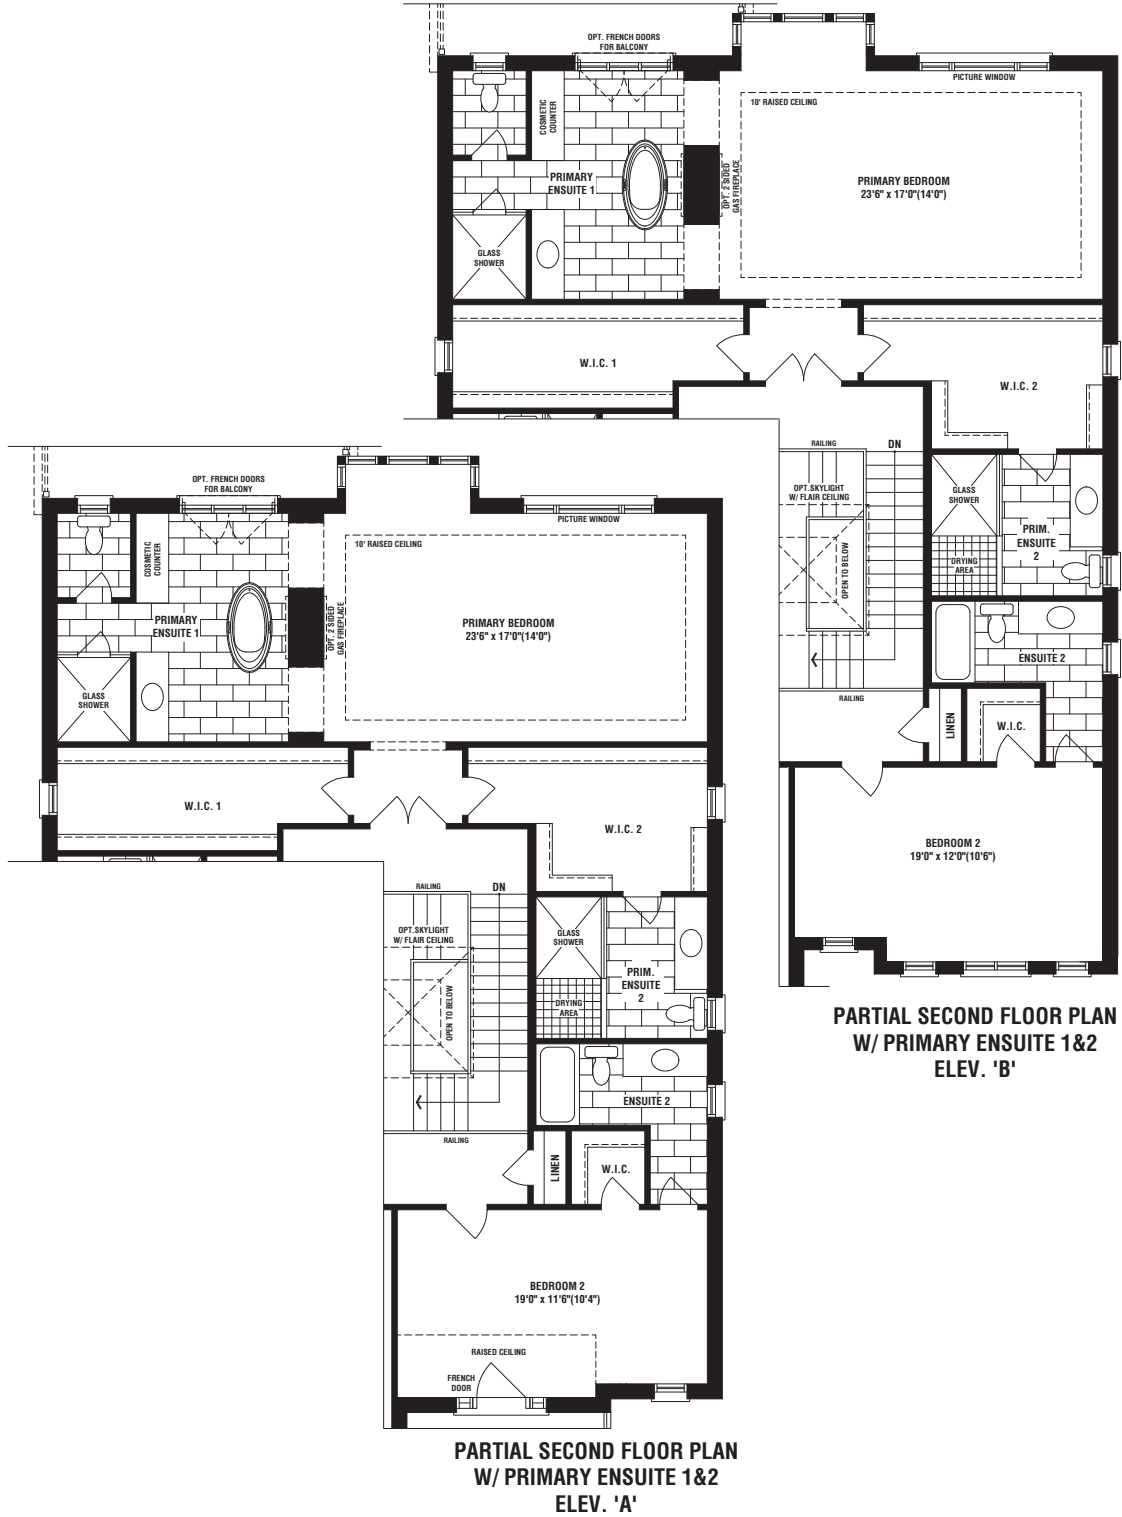 OPT. FRENCH DOORS
FOR BALCONY
PICTURE WINDOW
10' RAISED CEILING
COSMETIC
COUNTER
PRIMARY
ENSUITE 1
OPT. 2 SIDED
GAS FIREPLACE
PRIMARY BEDROOM
23'6" x 17'0"(14'0")
GLASS
SHOWER
W.I.C. 1
W.I.C. 2
RAILING
DN
OPT.SKYLIGHT
W/ FLAIR CEILING
GLASS
SHOWER
PRIM.
ENSUITE
2
OPEN TO BELOW
DRYING
AREA
ENSUITE 2
RAILING
LINEN
W.I.C.
BEDROOM 2
19'0" x 12'0"(10'6")
PARTIAL SECOND FLOOR PLAN
W/ PRIMARY ENSUITE 1&2
ELEV. 'B'
OPT. FRENCH DOORS
FOR BALCONY
PICTURE WINDOW
10' RAISED CEILING
COSMETIC
COUNTER
PRIMARY
ENSUITE 1
OPT. 2 SIDED
GAS FIREPLACE
PRIMARY BEDROOM
23'6" x 17'0"(14'0")
GLASS
SHOWER
W.I.C. 1
W.I.C. 2
RAILING
DN
OPT.SKYLIGHT
W/ FLAIR CEILING
GLASS
SHOWER
PRIM.
ENSUITE
2
OPEN TO BELOW
DRYING
AREA
ENSUITE 2
RAILING
LINEN
W.I.C.
BEDROOM 2
19'0" x 11'6"(10'4")
RAISED CEILING
FRENCH
DOOR
PARTIAL SECOND FLOOR PLAN
W/ PRIMARY ENSUITE 1&2
ELEV. 'A'